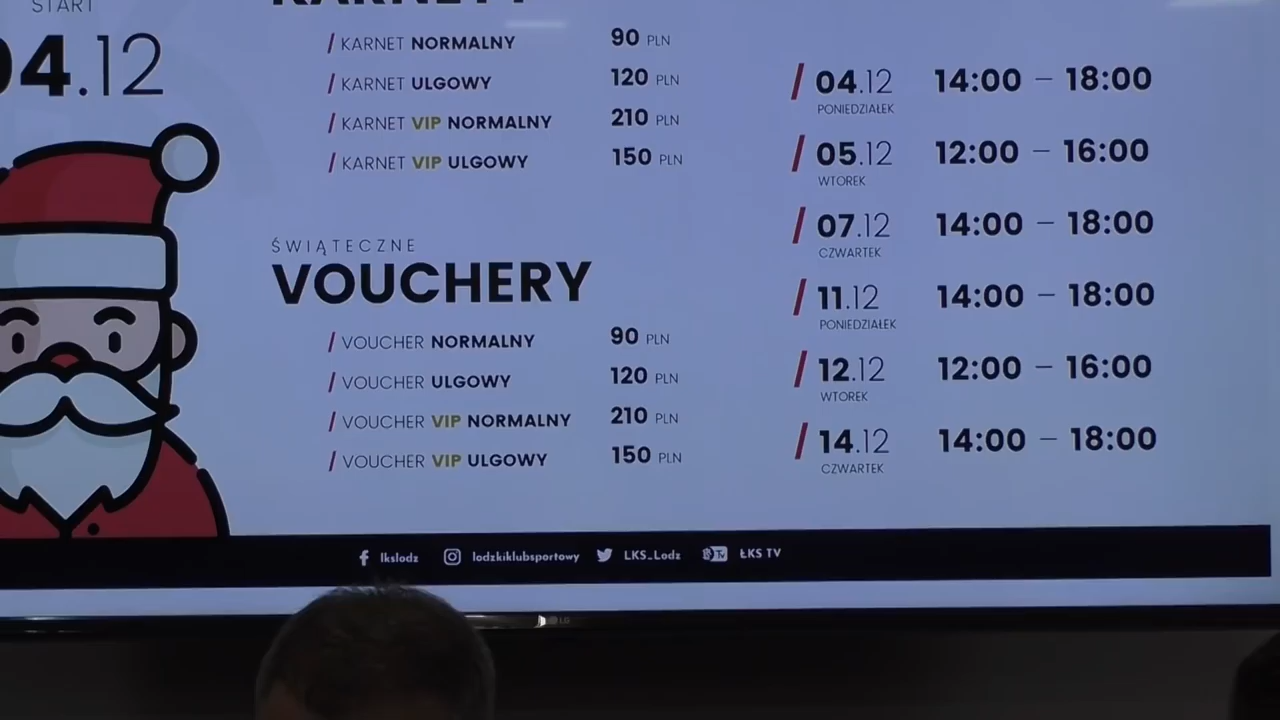 START
04.12
KARNETY
/ KARNET NORMALNY 90 PLN
/ KARNET ULGOWY 120 PLN
/ KARNET VIP NORMALNY 210 PLN
/ KARNET VIP ULGOWY 150 PLN
ŚWIĄTECZNE
VOUCHERY
/ VOUCHER NORMALNY 90 PLN
/ VOUCHER ULGOWY 120 PLN
/ VOUCHER VIP NORMALNY 210 PLN
/ VOUCHER VIP ULGOWY 150 PLN
/ 04.12 14:00 – 18:00
PONIEDZIAŁEK
/ 05.12 12:00 – 16:00
WTOREK
/ 07.12 14:00 – 18:00
CZWARTEK
/ 11.12 14:00 – 18:00
PONIEDZIAŁEK
/ 12.12 12:00 – 16:00
WTOREK
/ 14.12 14:00 – 18:00
CZWARTEK
lkslodz lodzkiklubsportowy LKS_Lodz ŁKS TV
LG